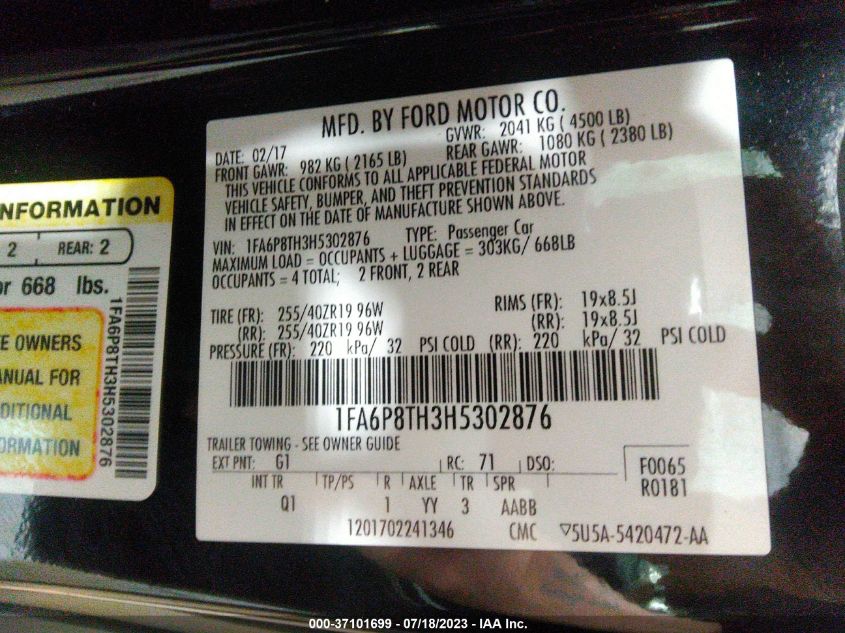 NFORMATION
2 REAR: 2
or 668 lbs.
E OWNERS
ANUAL FOR
DDITIONAL
ORMATION
1FA6P8TH3H5302876
MFD. BY FORD MOTOR CO.
DATE: 02/17 GVWR: 2041 KG ( 4500 LB)
FRONT GAWR: 982 KG ( 2165 LB) REAR GAWR: 1080 KG ( 2380 LB)
THIS VEHICLE CONFORMS TO ALL APPLICABLE FEDERAL MOTOR
VEHICLE SAFETY, BUMPER, AND THEFT PREVENTION STANDARDS
IN EFFECT ON THE DATE OF MANUFACTURE SHOWN ABOVE.
VIN: 1FA6P8TH3H5302876 TYPE: Passenger Car
MAXIMUM LOAD = OCCUPANTS + LUGGAGE = 303KG/ 668LB
OCCUPANTS = 4 TOTAL; 2 FRONT, 2 REAR
TIRE (FR): 255/40ZR19 96W RIMS (FR): 19x8.5J
(RR): 255/40ZR19 96W (RR): 19x8.5J
PRESSURE (FR): 220 kPa/ 32 PSI COLD (RR): 220 kPa/ 32 PSI COLD
1FA6P8TH3H5302876
TRAILER TOWING - SEE OWNER GUIDE
EXT PNT: G1 RC: 71 DSO: F0065
INT TR TP/PS R AXLE TR SPR R0181
Q1 1 YY 3 AABB
1201702241346 CMC ▽5U5A-5420472-AA
000-37101699 / 07/18/2023 - IAA Inc.